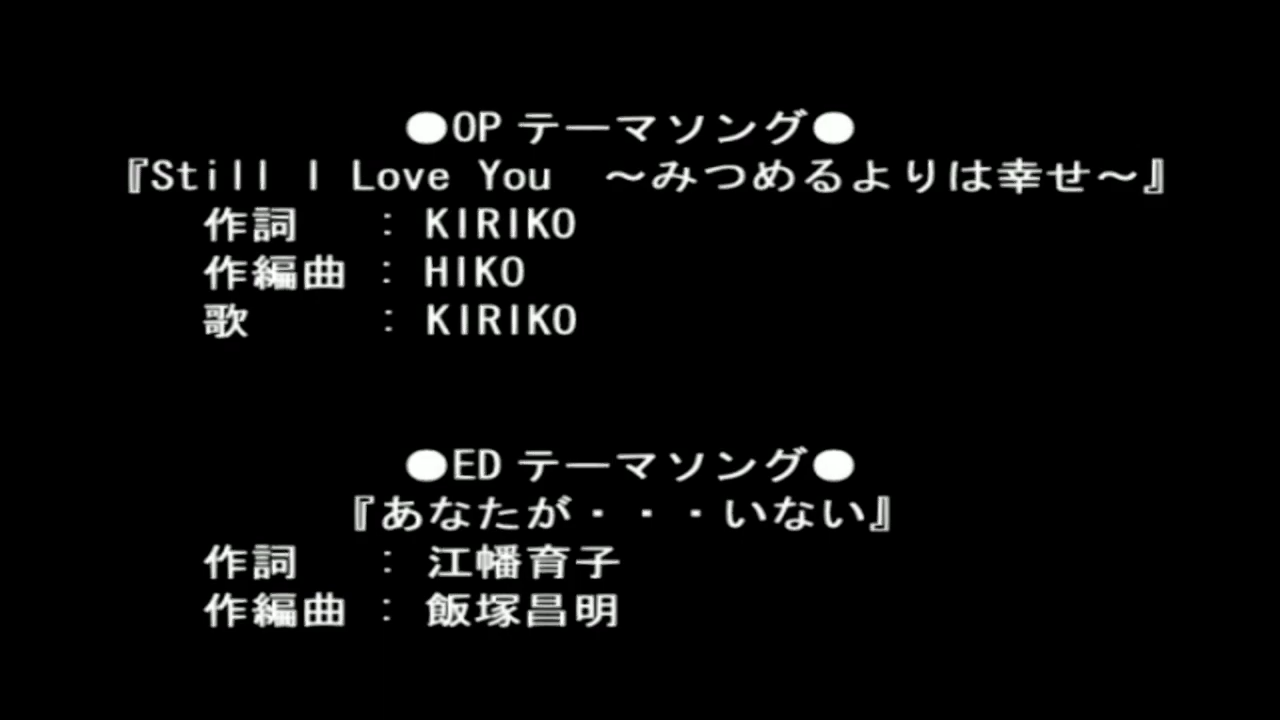 ●OP テーマソング●
『Still I Love You　～みつめるよりは幸せ～』
作詞　　: KIRIKO
作編曲 : HIKO
歌　　　: KIRIKO
●ED テーマソング●
『あなたが・・・いない』
作詞　　: 江幡育子
作編曲 : 飯塚昌明